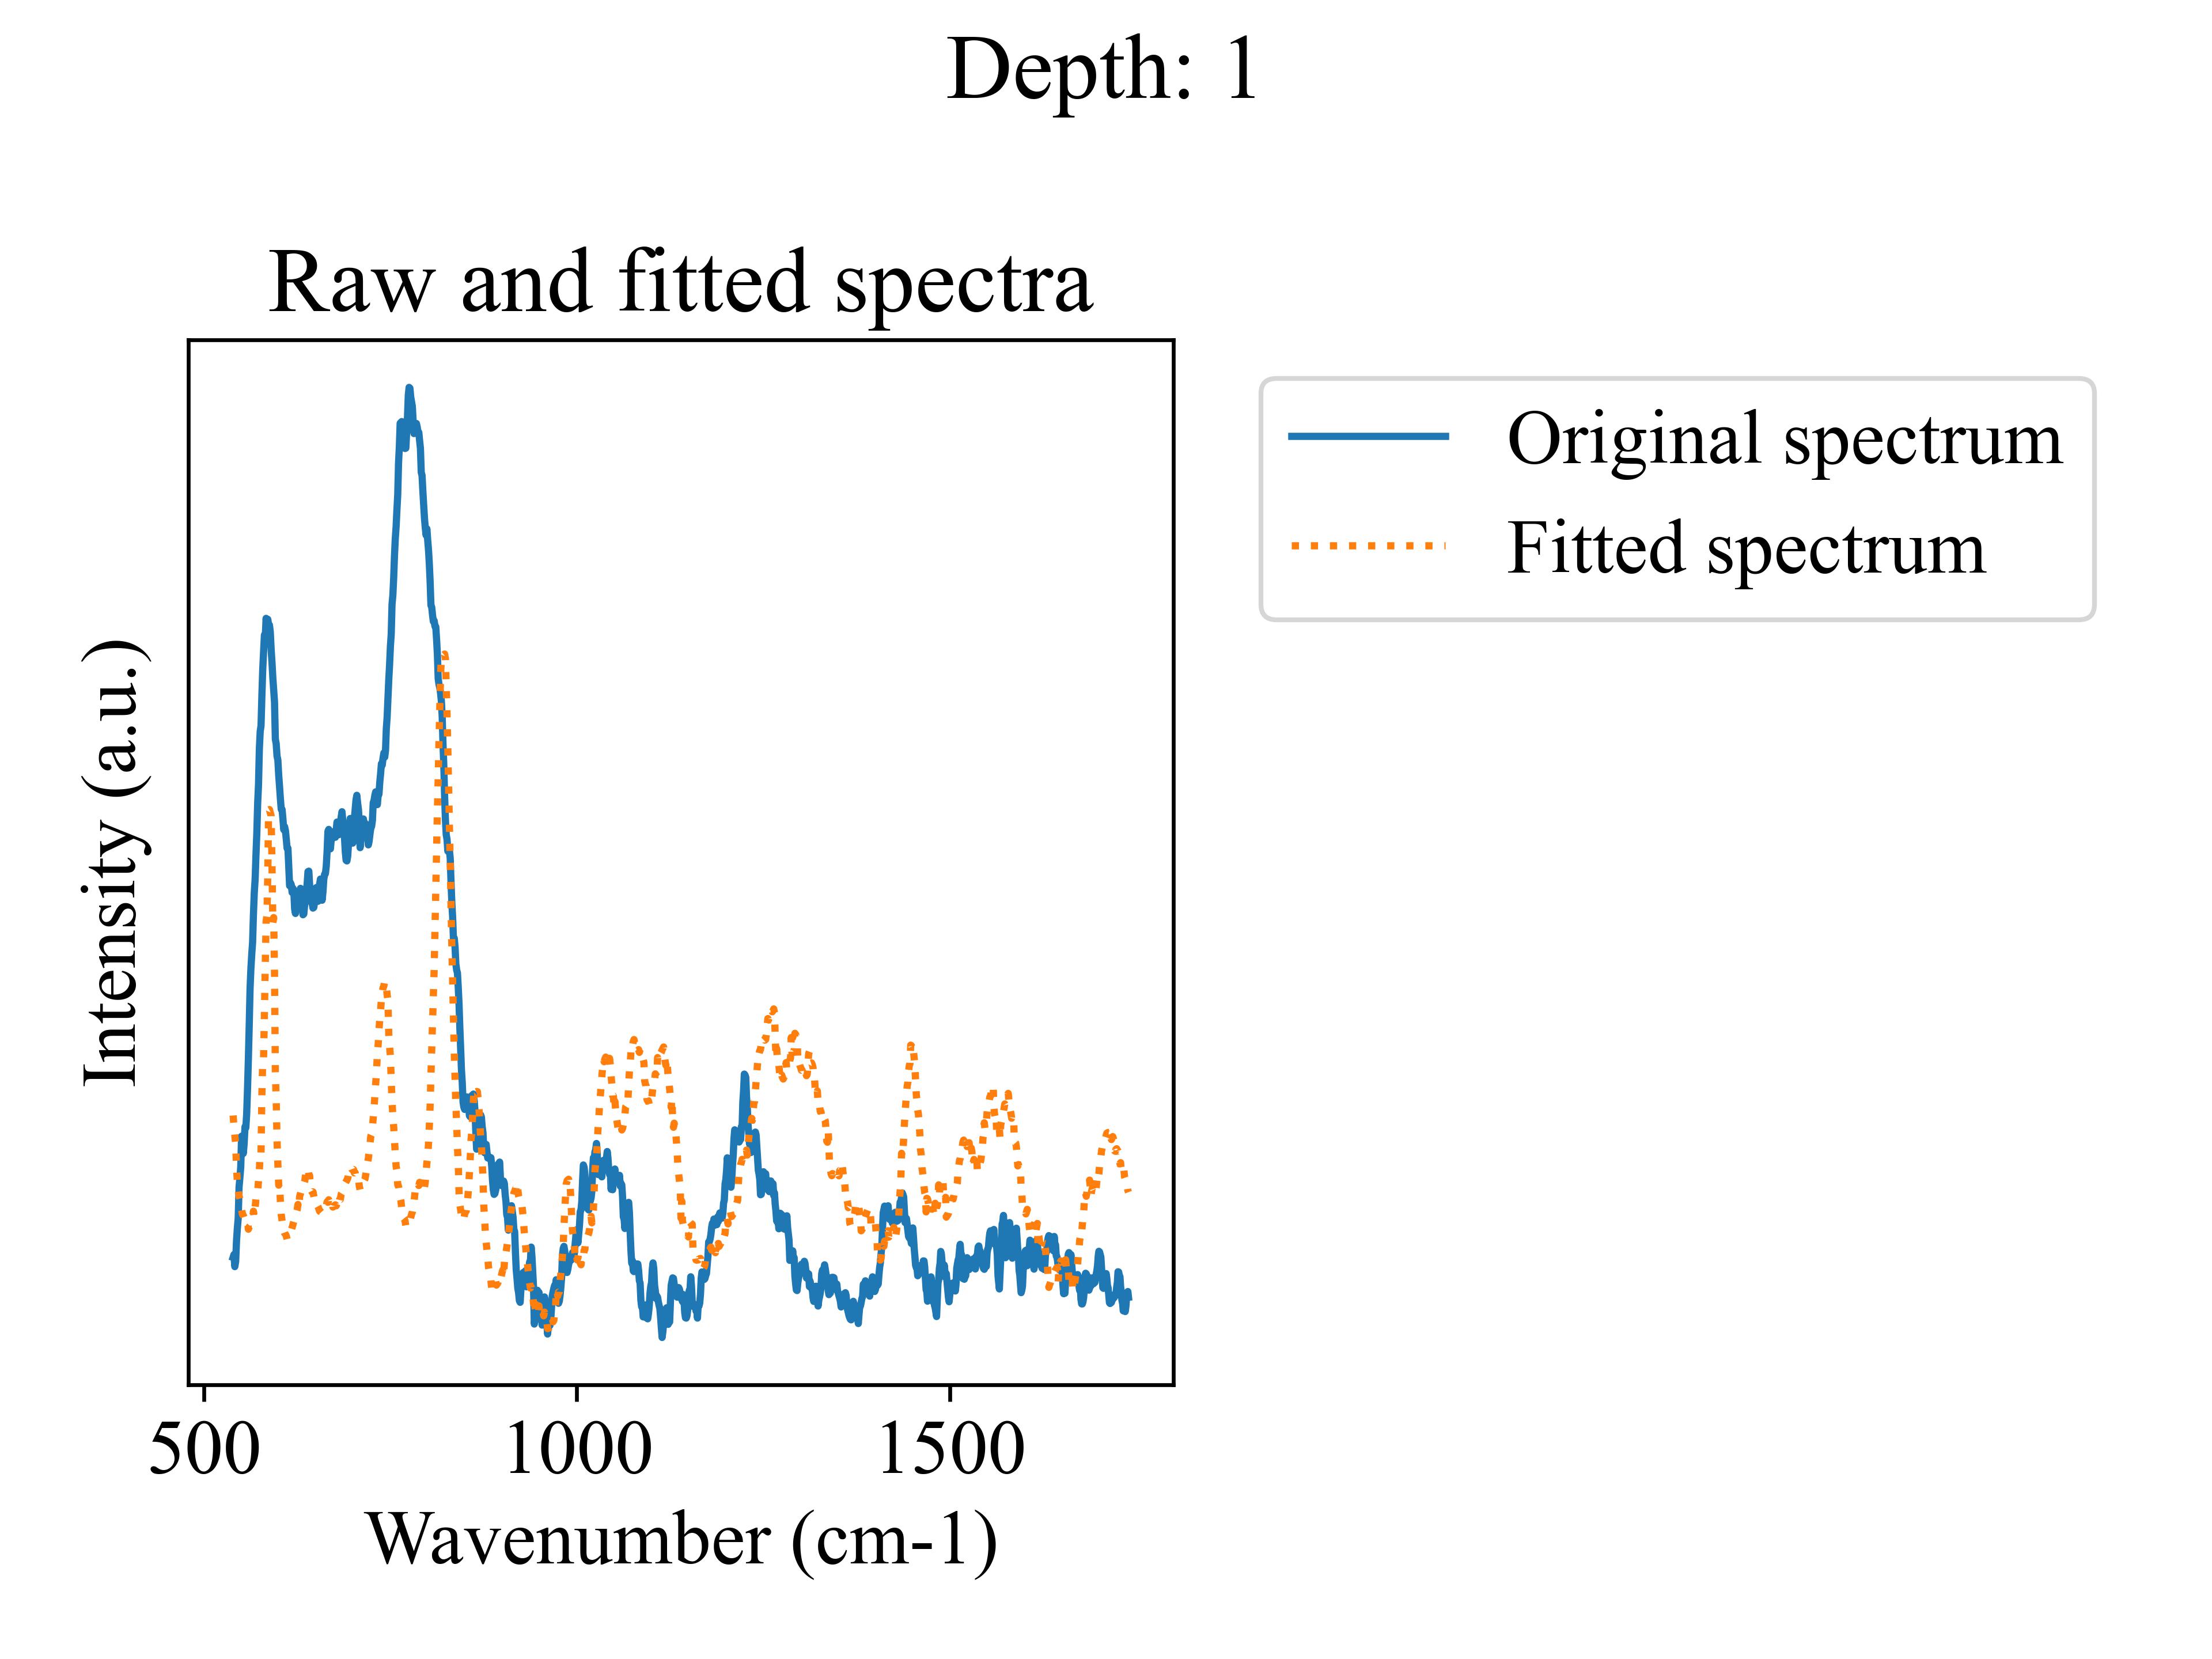 Depth: 1
Raw and fitted spectra
Original spectrum
Fitted spectrum
Intensity (a.u.)
500 1000 1500
Wavenumber (cm-1)